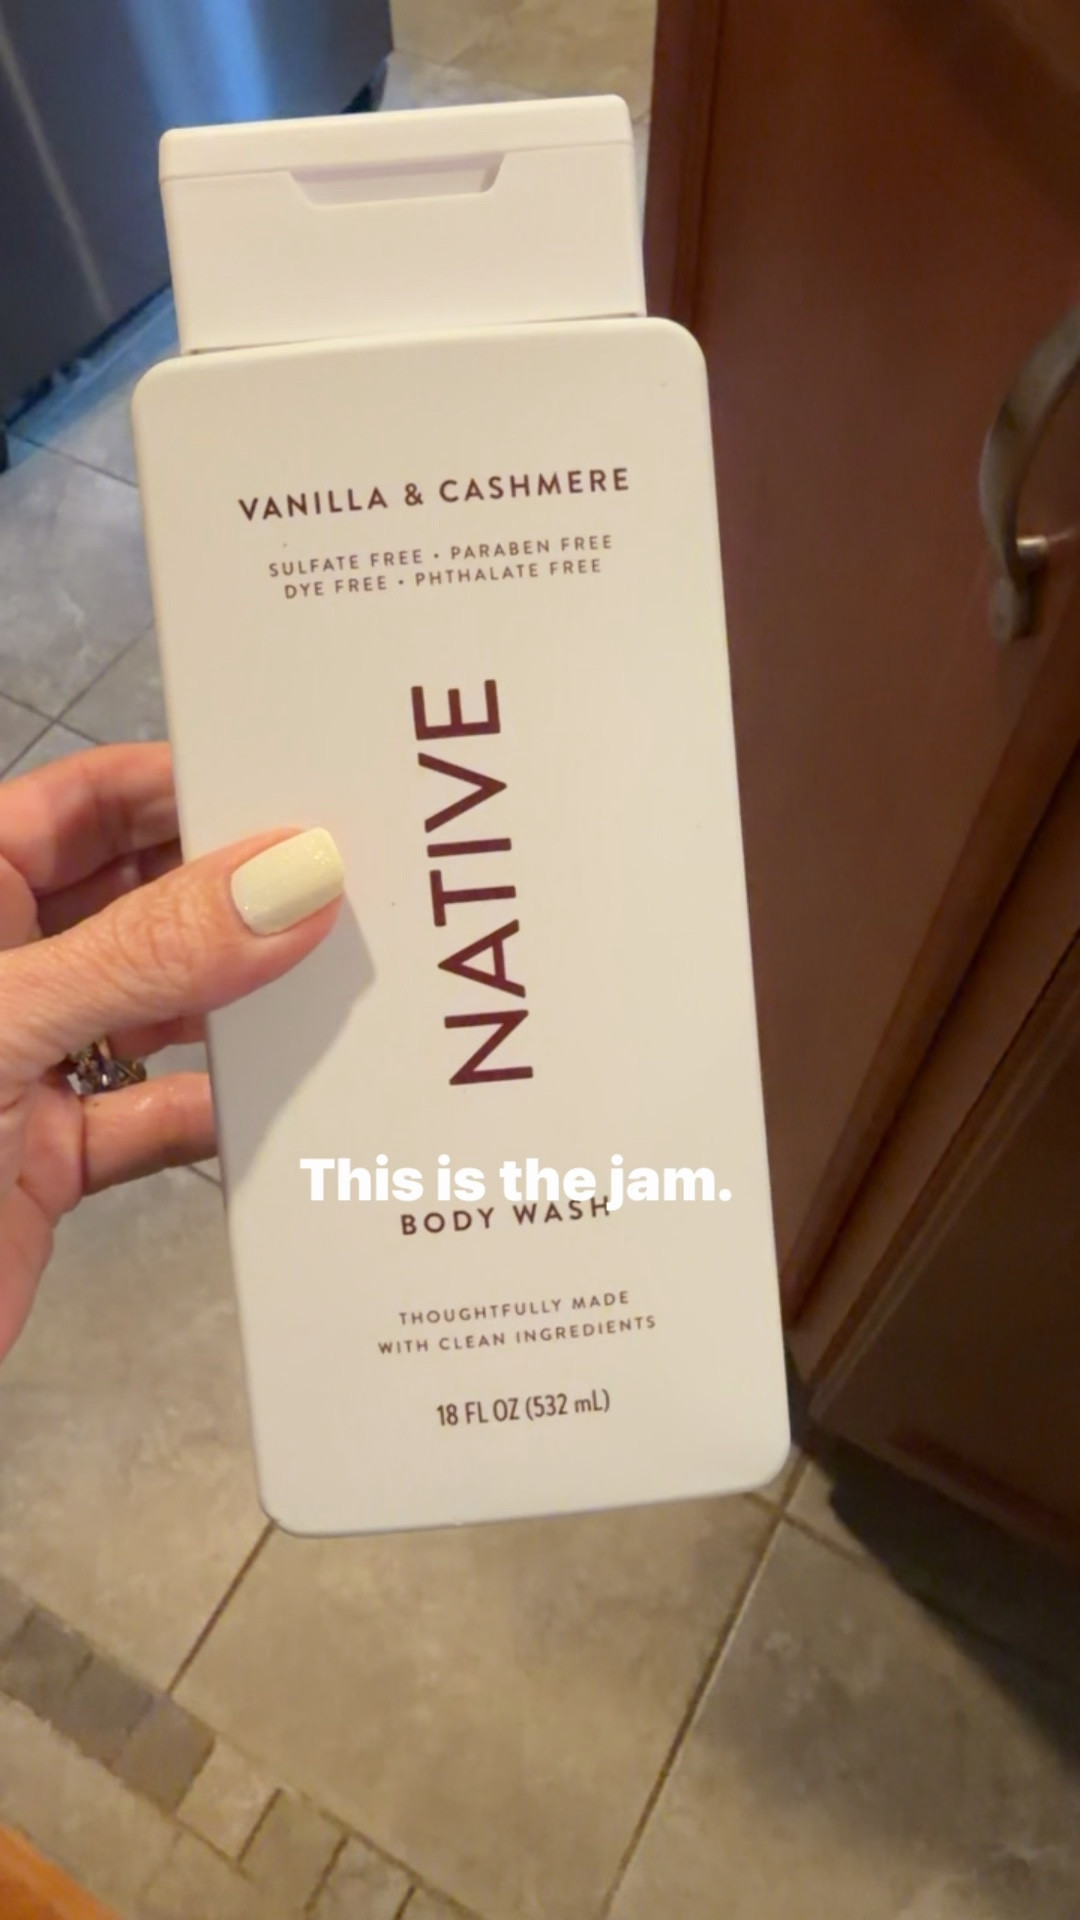 VANILLA & CASHMERE
SULFATE FREE • PARABEN FREE
DYE FREE • PHTHALATE FREE
NATIVE
This is the jam.
BODY WASH
THOUGHTFULLY MADE
WITH CLEAN INGREDIENTS
18 FL OZ (532 mL)